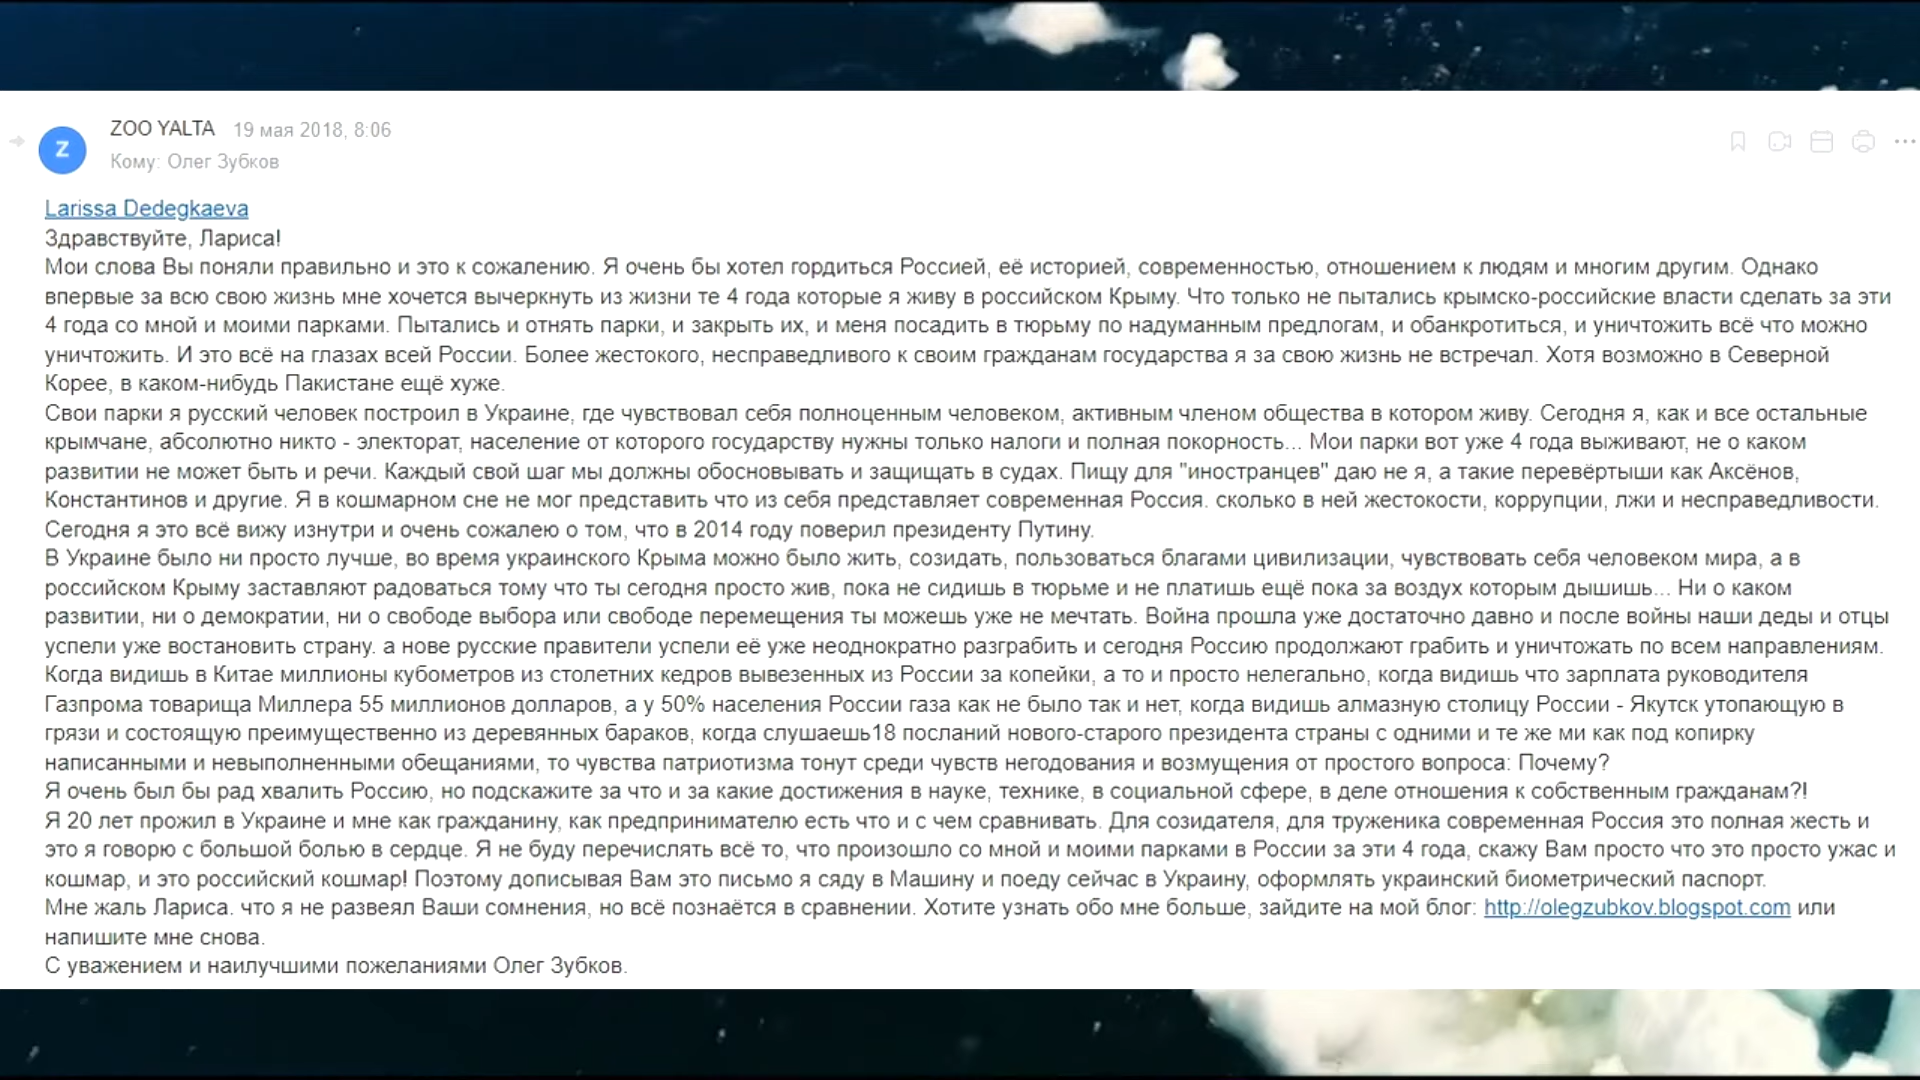 ZOO YALTA 19 мая 2018, 8:06
Z
Кому: Олег Зубков
Larissa Dedegkaeva
Здравствуйте, Лариса!
Мои слова Вы поняли правильно и это к сожалению. Я очень бы хотел гордиться Россией, её историей, современностью, отношением к людям и многим другим. Однако
впервые за всю свою жизнь мне хочется вычеркнуть из жизни те 4 года которые я живу в российском Крыму. Что только не пытались крымско-российские власти сделать за эти
4 года со мной и моими парками. Пытались и отнять парки, и закрыть их, и меня посадить в тюрьму по надуманным предлогам, и обанкротиться, и уничтожить всё что можно
уничтожить. И это всё на глазах всей России. Более жестокого, несправедливого к своим гражданам государства я за свою жизнь не встречал. Хотя возможно в Северной
Корее, в каком-нибудь Пакистане ещё хуже.
Свои парки я русский человек построил в Украине, где чувствовал себя полноценным человеком, активным членом общества в котором живу. Сегодня я, как и все остальные
крымчане, абсолютно никто - электорат, население от которого государству нужны только налоги и полная покорность... Мои парки вот уже 4 года выживают, не о каком
развитии не может быть и речи. Каждый свой шаг мы должны обосновывать и защищать в судах. Пищу для "иностранцев" даю не я, а такие перевёртыши как Аксёнов,
Константинов и другие. Я в кошмарном сне не мог представить что из себя представляет современная Россия. сколько в ней жестокости, коррупции, лжи и несправедливости.
Сегодня я это всё вижу изнутри и очень сожалею о том, что в 2014 году поверил президенту Путину.
В Украине было ни просто лучше, во время украинского Крыма можно было жить, созидать, пользоваться благами цивилизации, чувствовать себя человеком мира, а в
российском Крыму заставляют радоваться тому что ты сегодня просто жив, пока не сидишь в тюрьме и не платишь ещё пока за воздух которым дышишь... Ни о каком
развитии, ни о демократии, ни о свободе выбора или свободе перемещения ты можешь уже не мечтать. Война прошла уже достаточно давно и после войны наши деды и отцы
успели уже востановить страну. а нове русские правители успели её уже неоднократно разграбить и сегодня Россию продолжают грабить и уничтожать по всем направлениям.
Когда видишь в Китае миллионы кубометров из столетних кедров вывезенных из России за копейки, а то и просто нелегально, когда видишь что зарплата руководителя
Газпрома товарища Миллера 55 миллионов долларов, а у 50% населения России газа как не было так и нет, когда видишь алмазную столицу России - Якутск утопающую в
грязи и состоящую преимущественно из деревянных бараков, когда слушаешь18 посланий нового-старого президента страны с одними и те же ми как под копирку
написанными и невыполненными обещаниями, то чувства патриотизма тонут среди чувств негодования и возмущения от простого вопроса: Почему?
Я очень был бы рад хвалить Россию, но подскажите за что и за какие достижения в науке, технике, в социальной сфере, в деле отношения к собственным гражданам?!
Я 20 лет прожил в Украине и мне как гражданину, как предпринимателю есть что и с чем сравнивать. Для созидателя, для труженика современная Россия это полная жесть и
это я говорю с большой болью в сердце. Я не буду перечислять всё то, что произошло со мной и моими парками в России за эти 4 года, скажу Вам просто что это просто ужас и
кошмар, и это российский кошмар! Поэтому дописывая Вам это письмо я сяду в Машину и поеду сейчас в Украину, оформлять украинский биометрический паспорт.
Мне жаль Лариса. что я не развеял Ваши сомнения, но всё познаётся в сравнении. Хотите узнать обо мне больше, зайдите на мой блог: http://olegzubkov.blogspot.com или
напишите мне снова.
С уважением и наилучшими пожеланиями Олег Зубков.